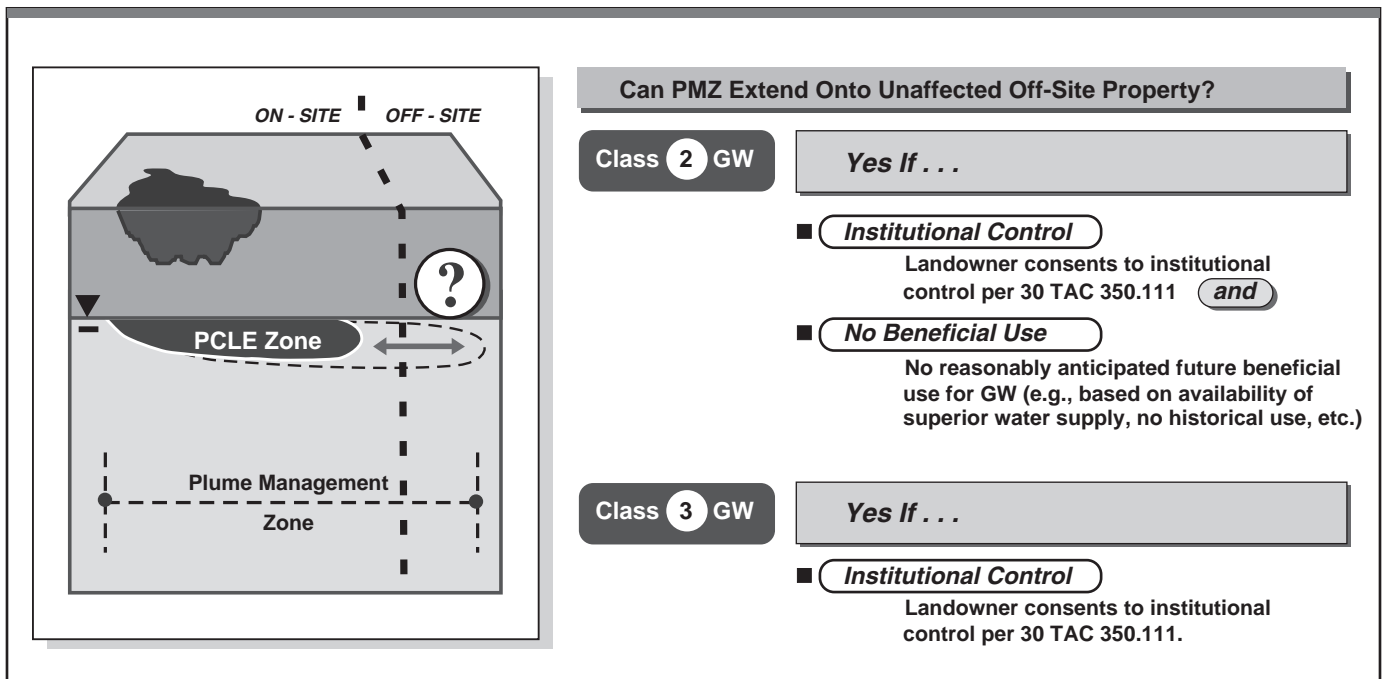 ON - SITE
OFF - SITE
?
PCLE Zone
Plume Management
Zone
Can PMZ Extend Onto Unaffected Off-Site Property?
Class 2 GW
Yes If . . .
Institutional Control
Landowner consents to institutional
control per 30 TAC 350.111 and
No Beneficial Use
No reasonably anticipated future beneficial
use for GW (e.g., based on availability of
superior water supply, no historical use, etc.)
Class 3 GW
Yes If . . .
Institutional Control
Landowner consents to institutional
control per 30 TAC 350.111.